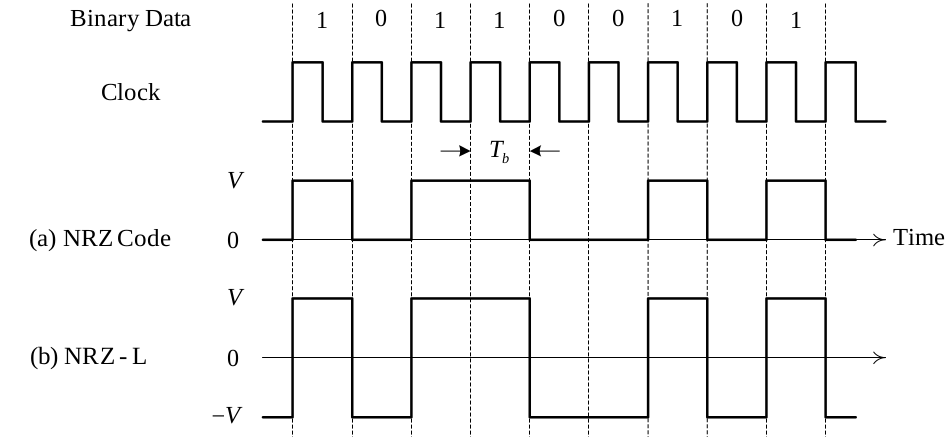 Binary Data 1 0 1 1 0 0 1 0 1
Clock
T_b
V
(a) NRZ Code 0 Time
V
(b) NRZ - L 0
−V